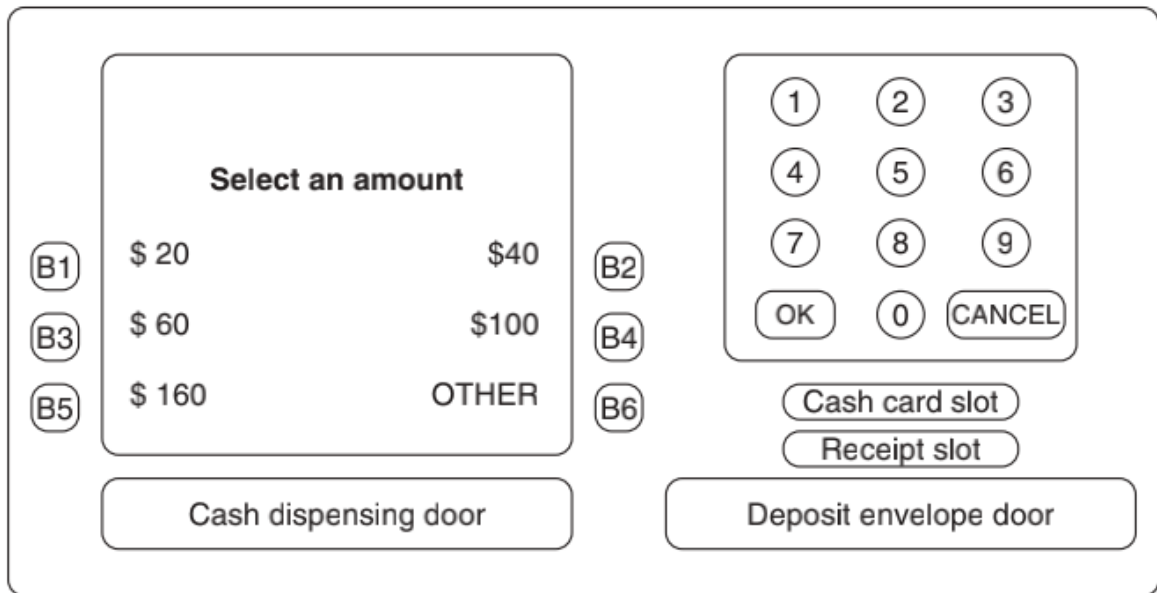 1 2 3
4 5 6
Select an amount
B1 $ 20 $40 B2 7 8 9
B3 $ 60 $100 B4 OK 0 CANCEL
B5 $ 160 OTHER B6 Cash card slot
Receipt slot
Cash dispensing door Deposit envelope door